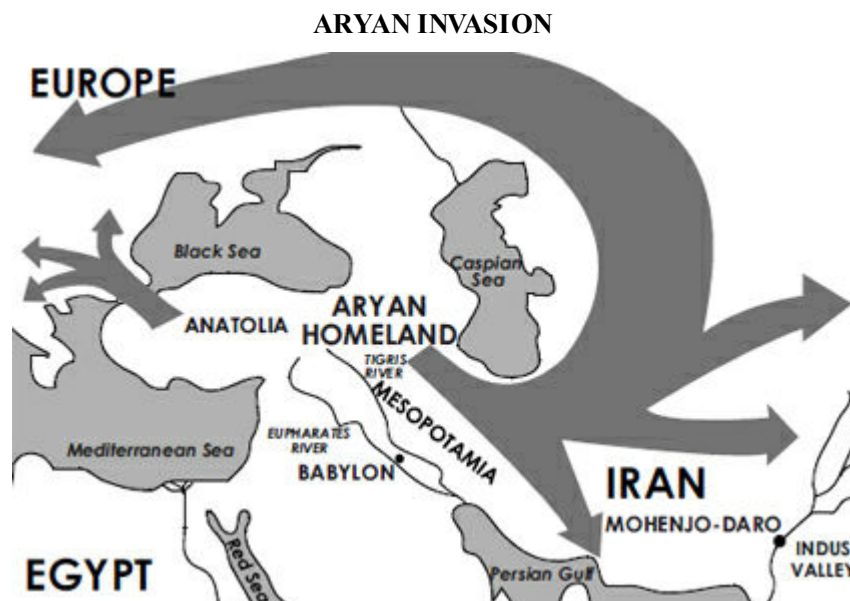 ARYAN INVASION
EUROPE
Black Sea
Caspian
Sea
ANATOLIA
ARYAN
HOMELAND
TIGRIS
RIVER
MESOPOTAMIA
Mediterranean Sea
EUPHARATES
RIVER
BABYLON
IRAN
MOHENJO-DARO
INDUS
VALLEY
EGYPT
Red Sea
Persian Gulf